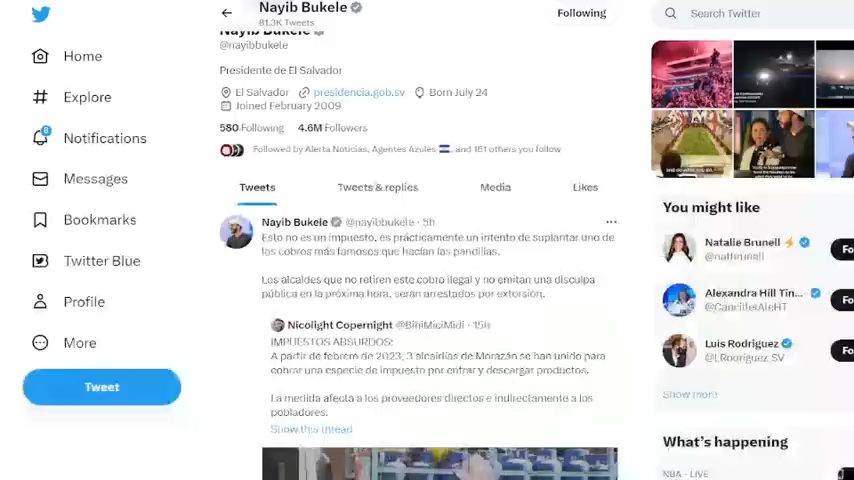 Home
Explore
8
Notifications
Messages
Bookmarks
Twitter Blue
Profile
More
Tweet
Nayib Bukele
81.3K Tweets
Following
Nayib Bukele
@nayibbukele
Presidente de El Salvador
El Salvador presidencia.gob.sv Born July 24
Joined February 2009
580 Following 4.6M Followers
Followed by Alerta Noticias, Agentes Azules, and 181 others you follow
Tweets Tweets & replies Media Likes
Nayib Bukele @nayibbukele · 5h
Esto no es un impuesto, es prácticamente un intento de suplantar uno de
los cobros más famosos que hacían las pandillas.
Los alcaldes que no retiren este cobro ilegal y no emitan una disculpa
pública en la próxima hora, serán arrestados por extorsión.
Nicolight Copernight @BihiMiciMidi · 15h
IMPUESTOS ABSURDOS:
A partir de febrero de 2023, 3 alcaldías de Morazán se han unido para
cobrar una especie de impuesto por entrar y descargar productos.
La medida afecta a los proveedores directos e indirectamente a los
pobladores.
Show this thread
Search Twitter
You might like
Natalie Brunell
@natbrunell
Fo
Alexandra Hill Tin...
@CancillerAleHT
Fo
Luis Rodriguez
@LRodriguez_SV
Fo
Show more
What's happening
NBA · LIVE